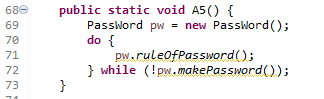 68 public static void A5() {
69 PassWord pw = new PassWord();
70 do {
71 pw.ruleOfPassword();
72 } while (!pw.makePassword());
73 }